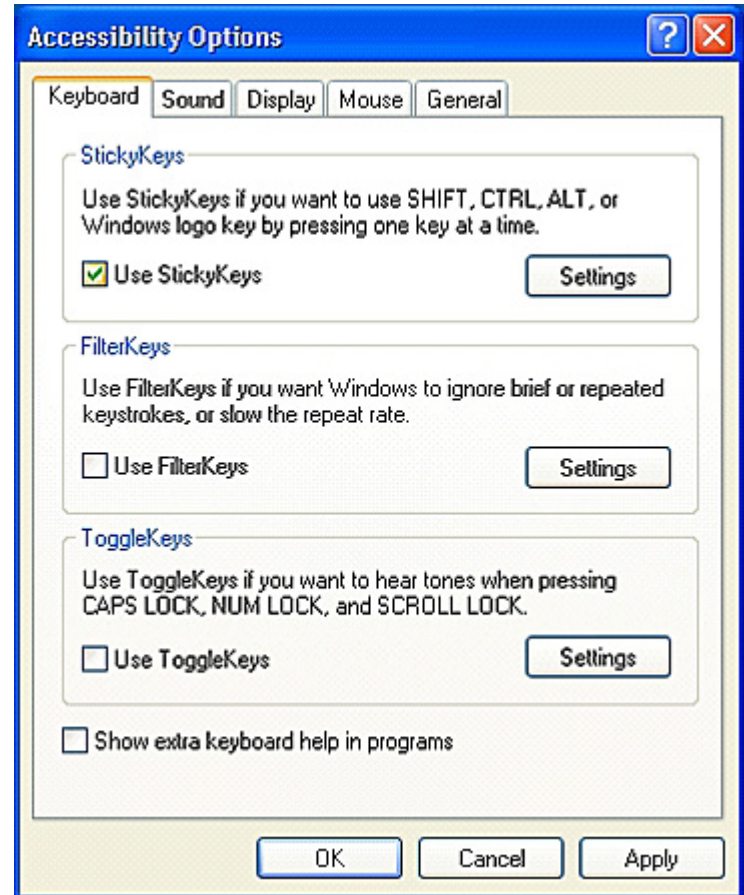 Accessibility Options
?
Keyboard Sound Display Mouse General
StickyKeys
Use StickyKeys if you want to use SHIFT, CTRL, ALT, or
Windows logo key by pressing one key at a time.
Use StickyKeys Settings
FilterKeys
Use FilterKeys if you want Windows to ignore brief or repeated
keystrokes, or slow the repeat rate.
Use FilterKeys Settings
ToggleKeys
Use ToggleKeys if you want to hear tones when pressing
CAPS LOCK, NUM LOCK, and SCROLL LOCK.
Use ToggleKeys Settings
Show extra keyboard help in programs
OK Cancel Apply